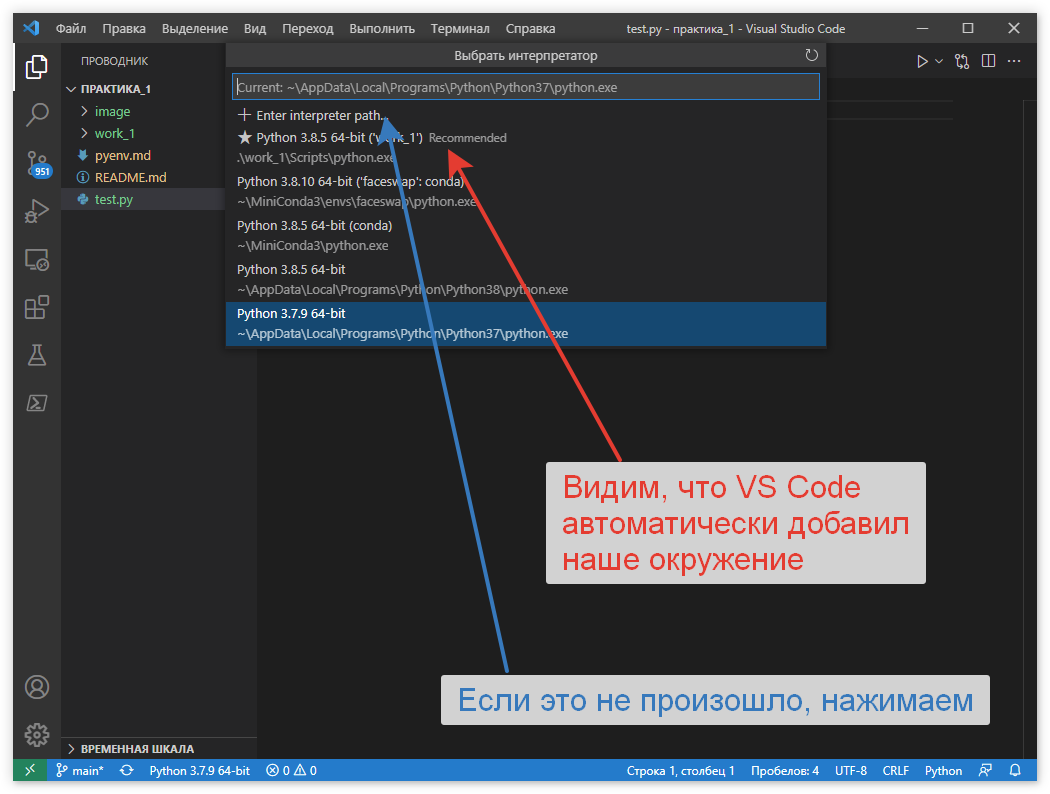 Файл Правка Выделение Вид Переход Выполнить Терминал Справка test.py - практика_1 - Visual Studio Code
ПРОВОДНИК
Выбрать интерпретатор
Current: ~\AppData\Local\Programs\Python\Python37\python.exe
ПРАКТИКА_1
image
work_1
pyenv.md
README.md
test.py
951
Enter interpreter path...
Python 3.8.5 64-bit ('work_1') Recommended
.\work_1\Scripts\python.exe
Python 3.8.10 64-bit ('faceswap': conda)
~\MiniConda3\envs\faceswap\python.exe
Python 3.8.5 64-bit (conda)
~\MiniConda3\python.exe
Python 3.8.5 64-bit
~\AppData\Local\Programs\Python\Python38\python.exe
Python 3.7.9 64-bit
~\AppData\Local\Programs\Python\Python37\python.exe
Видим, что VS Code
автоматически добавил
наше окружение
Если это не произошло, нажимаем
ВРЕМЕННАЯ ШКАЛА
main* Python 3.7.9 64-bit 0 0 Строка 1, столбец 1 Пробелов: 4 UTF-8 CRLF Python